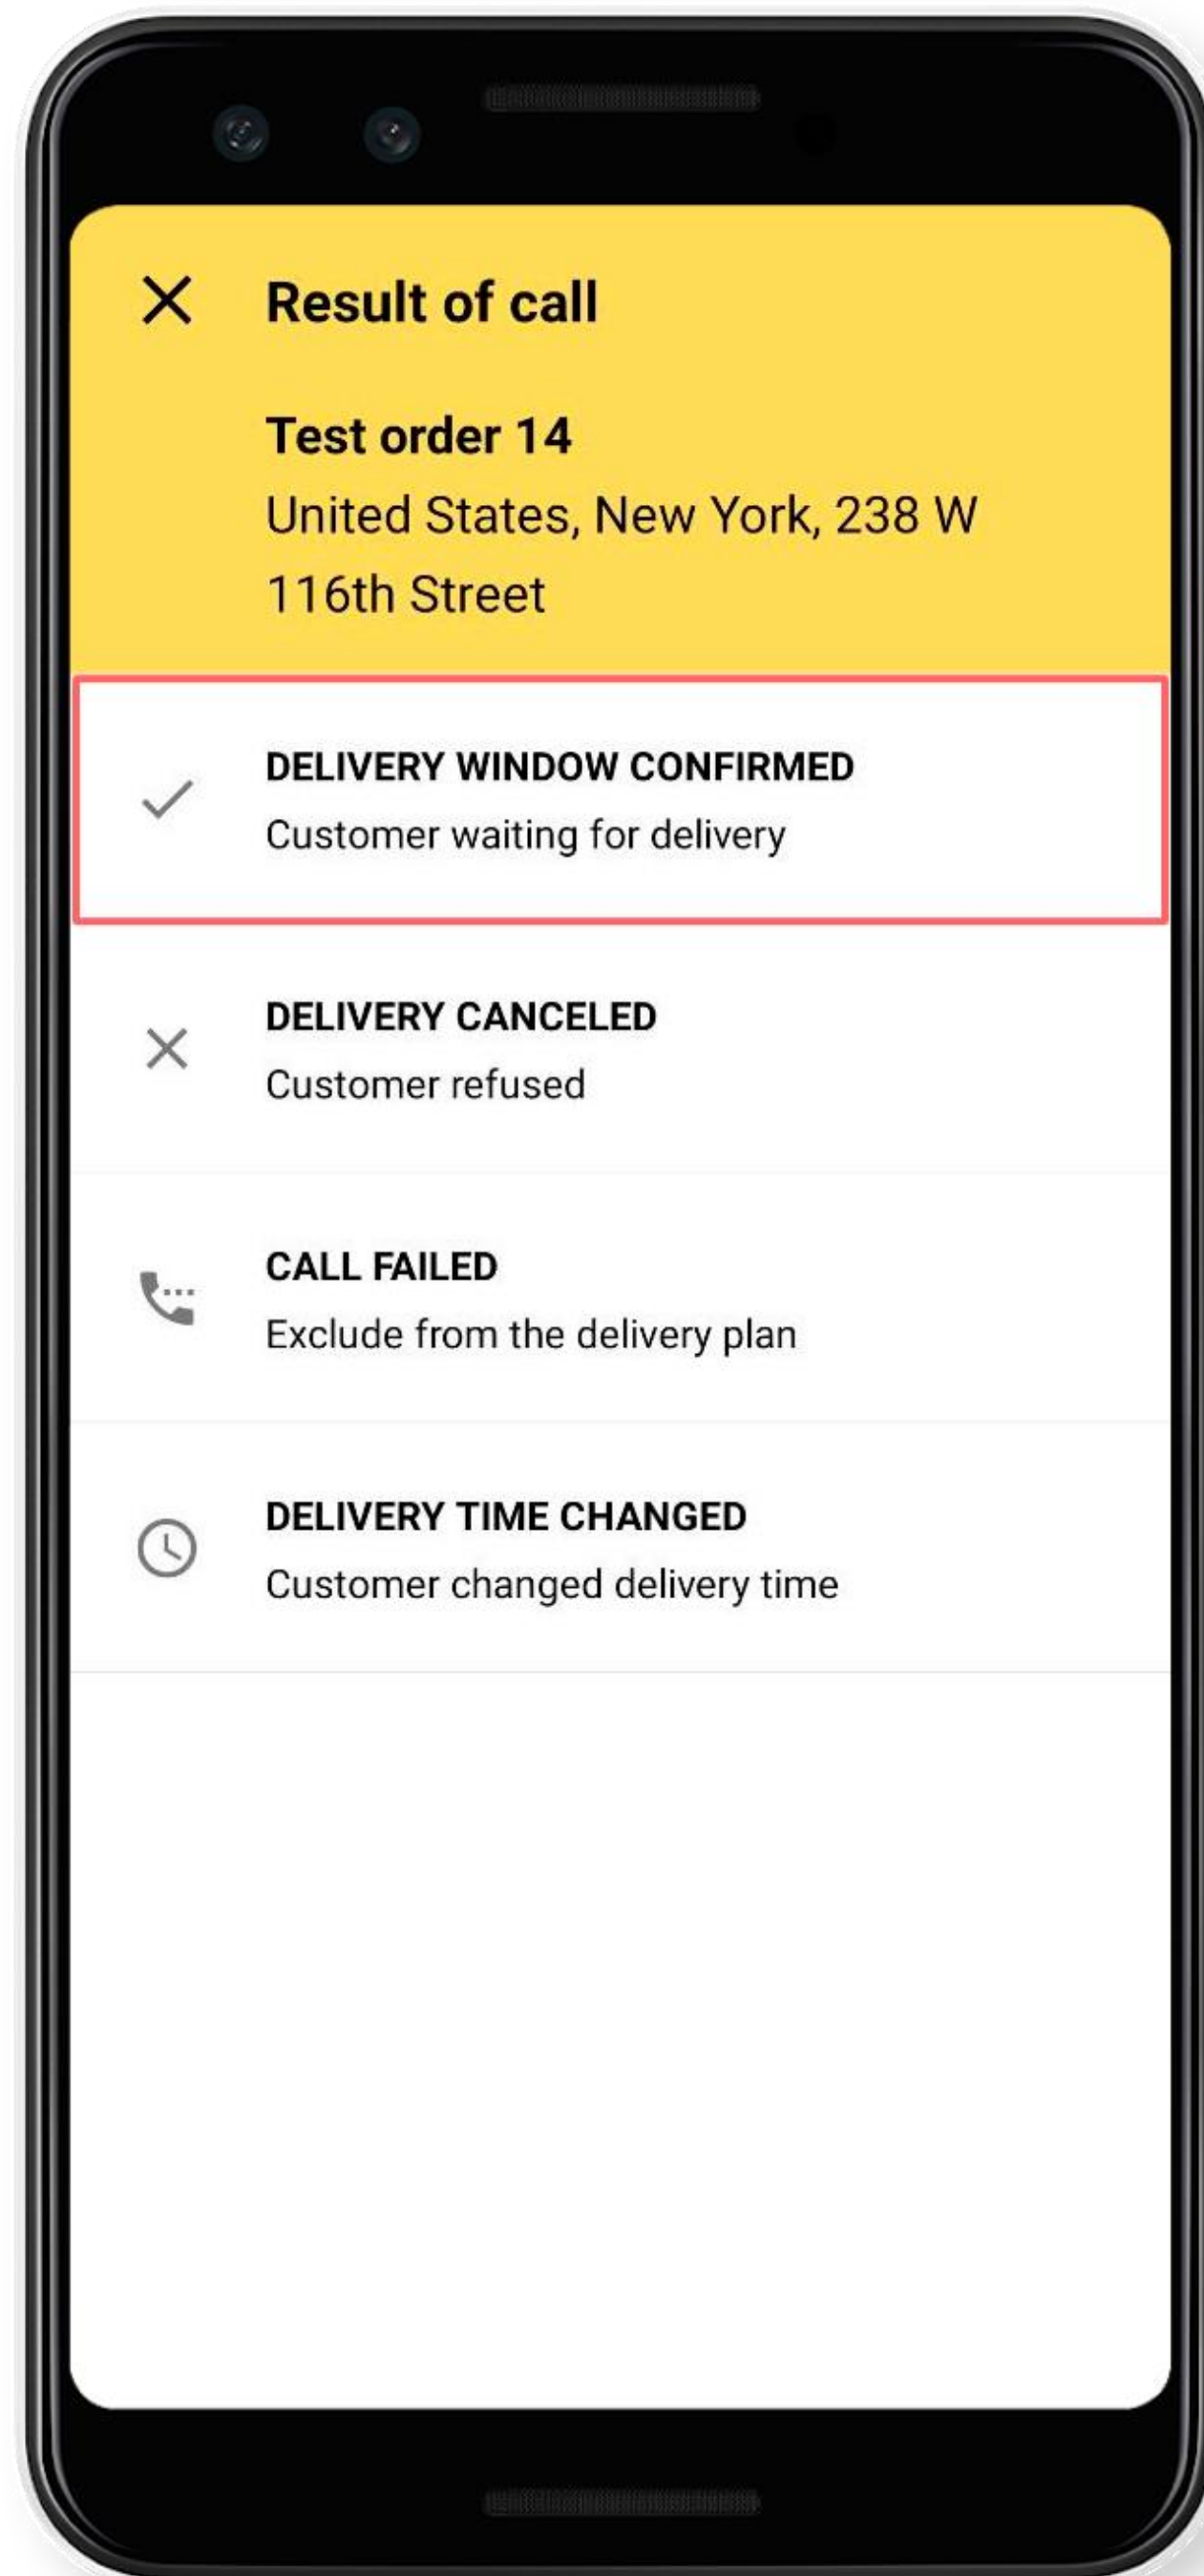 Result of call
Test order 14
United States, New York, 238 W
116th Street
DELIVERY WINDOW CONFIRMED
Customer waiting for delivery
DELIVERY CANCELED
Customer refused
CALL FAILED
Exclude from the delivery plan
DELIVERY TIME CHANGED
Customer changed delivery time